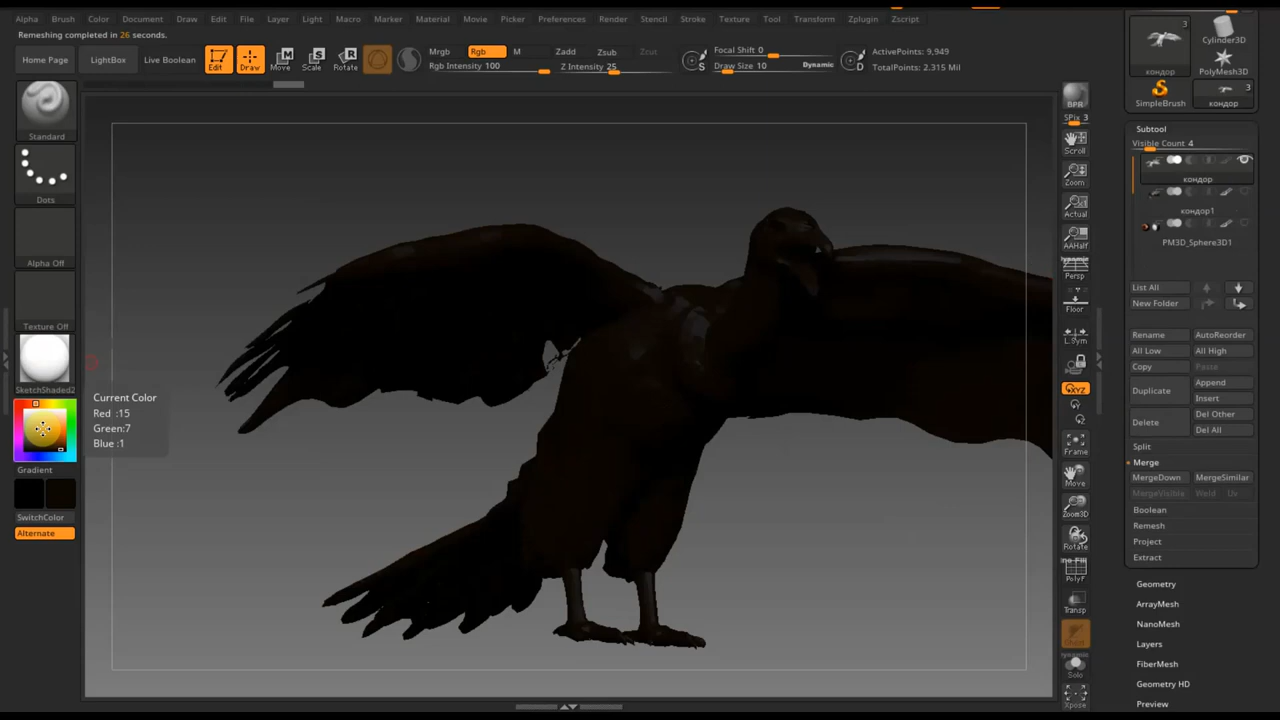 Alpha Brush Color Document Draw Edit File Layer Light Macro Marker Material Movie Picker Preferences Render Stencil Stroke Texture Tool Transform Zplugin Zscript
Remeshing completed in 26 seconds.
Home Page
LightBox
Live Boolean
Edit
Draw
Move
Scale
Rotate
Mrgb
Rgb
M
Zadd
Zsub
Zcut
Rgb Intensity 100
Z Intensity 25
Focal Shift 0
Draw Size 10
Dynamic
ActivePoints: 9,949
TotalPoints: 2.315 Mil
Standard
Dots
Alpha Off
Texture Off
SketchShaded2
Current Color
Red :15
Green:7
Blue :1
Gradient
SwitchColor
Alternate
BPR
SPix 3
Scroll
Zoom
Actual
AAHalf
Dynamic
Persp
Floor
L.Sym
XYZ
Frame
Move
Zoom3D
Rotate
PolyF
Transp
Ghost
Dynamic
Solo
Xpose
3
Cylinder3D
PolyMesh3D
кондор
SimpleBrush
3
кондор
Subtool
Visible Count 4
кондор
кондор1
PM3D_Sphere3D1
List All
New Folder
Rename
AutoReorder
All Low
All High
Copy
Paste
Duplicate
Append
Insert
Delete
Del Other
Del All
Split
Merge
MergeDown
MergeSimilar
MergeVisible
Weld
Uv
Boolean
Remesh
Project
Extract
Geometry
ArrayMesh
NanoMesh
Layers
FiberMesh
Geometry HD
Preview